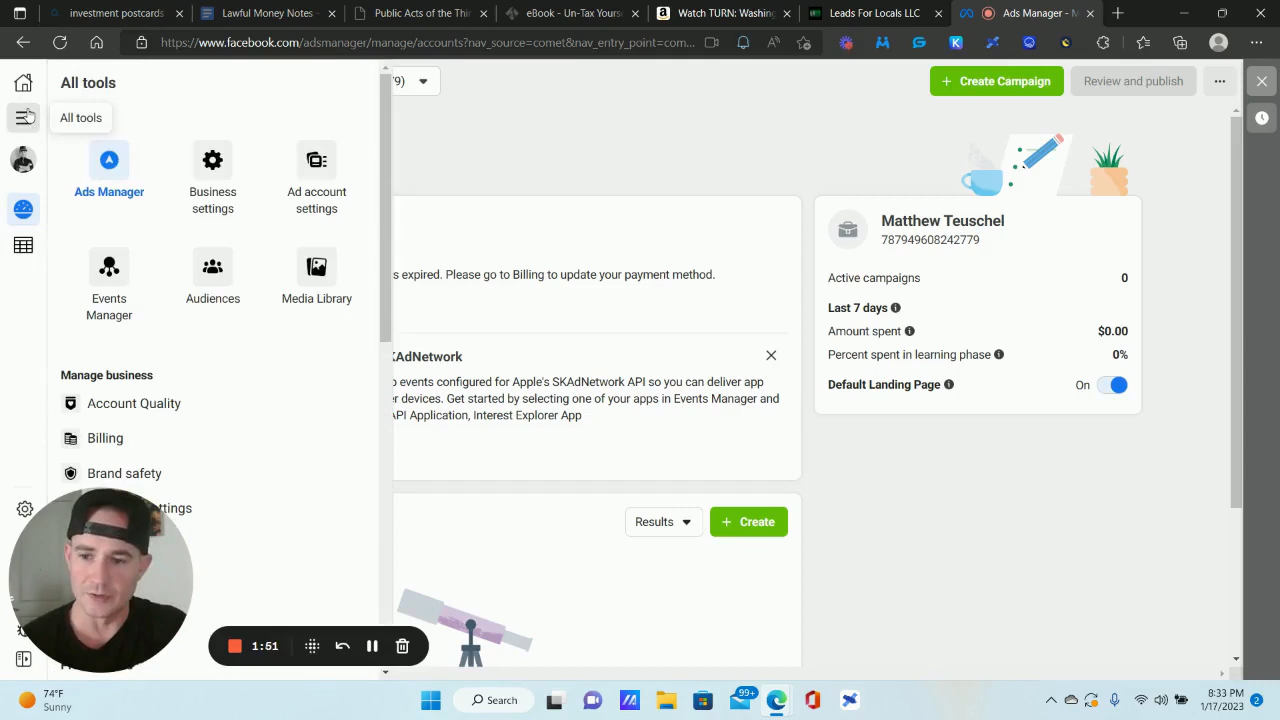 investment postcards
Lawful Money Notes -
Public Acts of the Thi
eBook - Un-Tax Yourse
Watch TURN: Washing
Leads For Locals LLC
Ads Manager - M
https://www.facebook.com/adsmanager/manage/accounts?nav_source=comet&nav_entry_point=com...
All tools
All tools
Ads Manager
Business settings
Ad account settings
Events Manager
Audiences
Media Library
Manage business
Account Quality
Billing
Brand safety
ttings
9)
+ Create Campaign
Review and publish
s expired. Please go to Billing to update your payment method.
KAdNetwork
o events configured for Apple's SKAdNetwork API so you can deliver app
r devices. Get started by selecting one of your apps in Events Manager and
API Application, Interest Explorer App
Results
+ Create
Matthew Teuschel
787949608242779
Active campaigns 0
Last 7 days
Amount spent $0.00
Percent spent in learning phase 0%
Default Landing Page On
1:51
74°F
Sunny
Search
99+
8:33 PM
1/17/2023
2